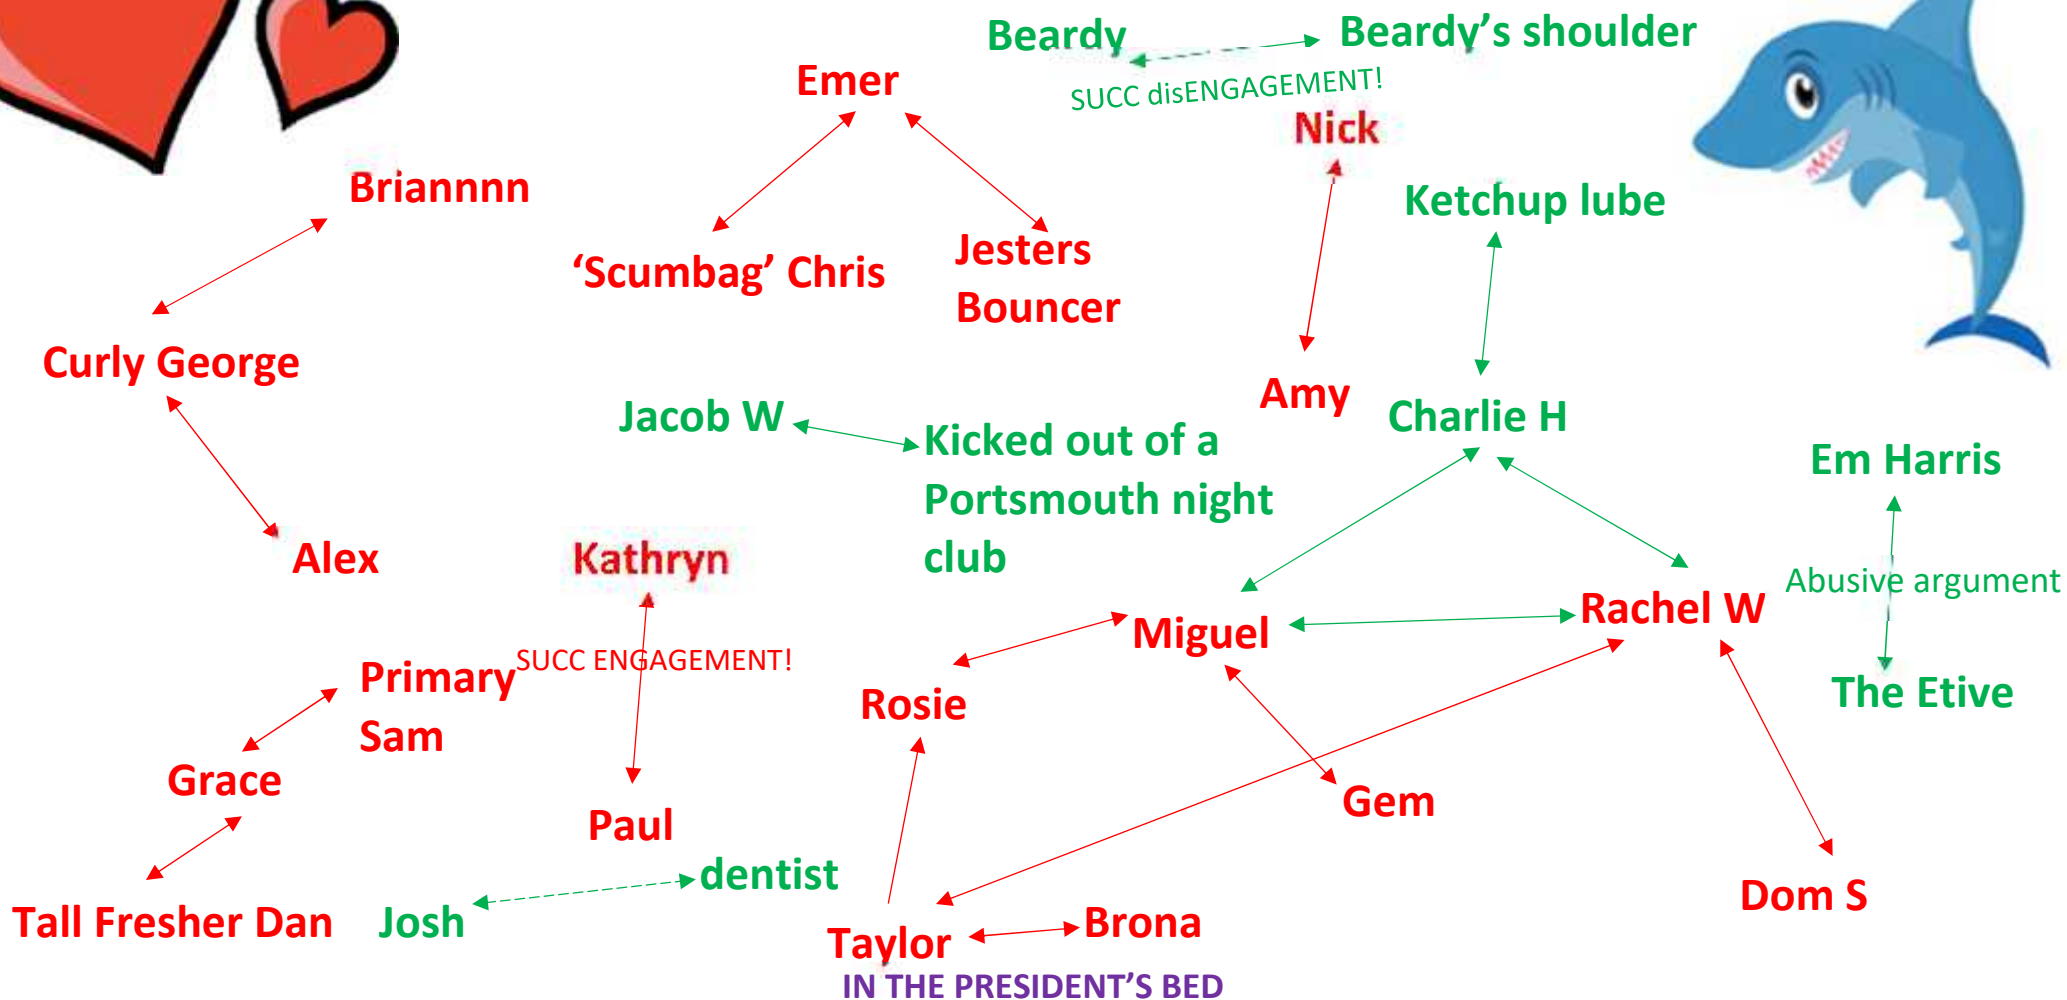 Beardy
Beardy’s shoulder
SUCC disENGAGEMENT!
Emer
Nick
Briannnn
Ketchup lube
‘Scumbag’ Chris
Jesters
Bouncer
Curly George
Amy
Charlie H
Jacob W
Kicked out of a
Portsmouth night
club
Em Harris
Alex
Kathryn
Abusive argument
Miguel
Rachel W
SUCC ENGAGEMENT!
Primary
Sam
Rosie
The Etive
Grace
Paul
Gem
dentist
Dom S
Tall Fresher Dan
Josh
Taylor
Brona
IN THE PRESIDENT’S BED